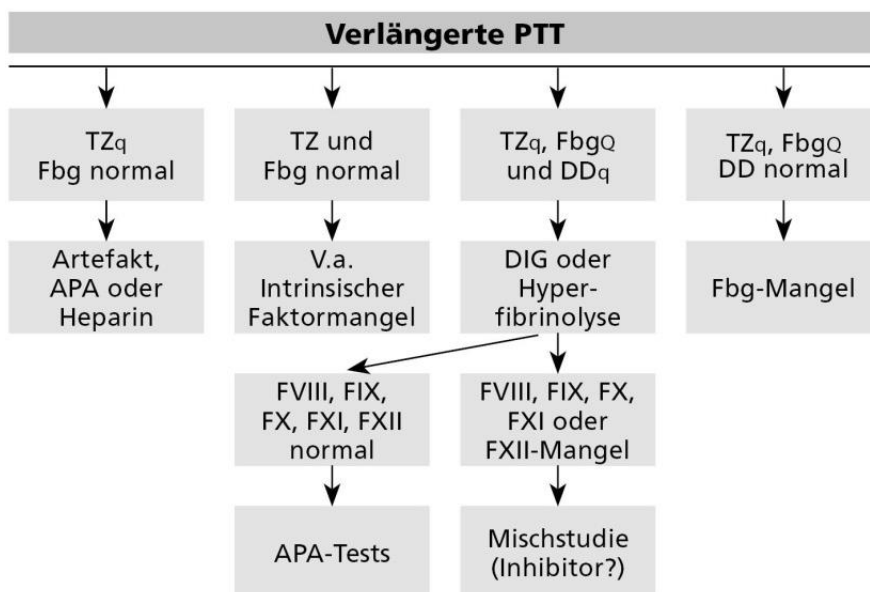 Verlängerte PTT
TZq
Fbg normal
TZ und
Fbg normal
TZq, FbgQ
und DDq
TZq, FbgQ
DD normal
Artefakt,
APA oder
Heparin
V.a.
Intrinsischer
Faktormangel
DIG oder
Hyper-
fibrinolyse
Fbg-Mangel
FVIII, FIX,
FX, FXI, FXII
normal
FVIII, FIX, FX,
FXI oder
FXII-Mangel
APA-Tests
Mischstudie
(Inhibitor?)